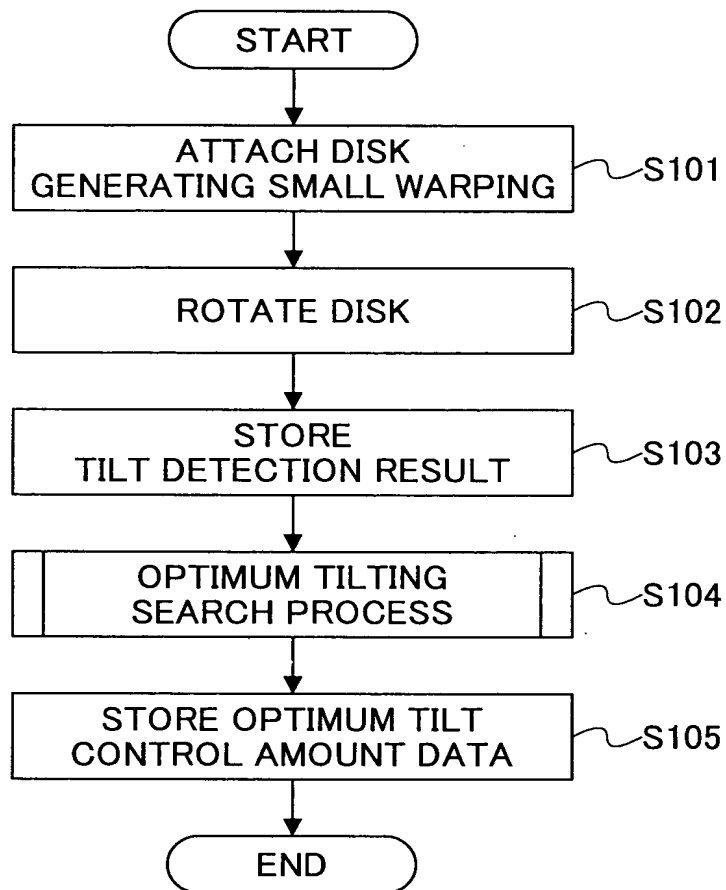 START
ATTACH DISK
GENERATING SMALL WARPING
S101
ROTATE DISK
S102
STORE
TILT DETECTION RESULT
S103
OPTIMUM TILTING
SEARCH PROCESS
S104
STORE OPTIMUM TILT
CONTROL AMOUNT DATA
S105
END